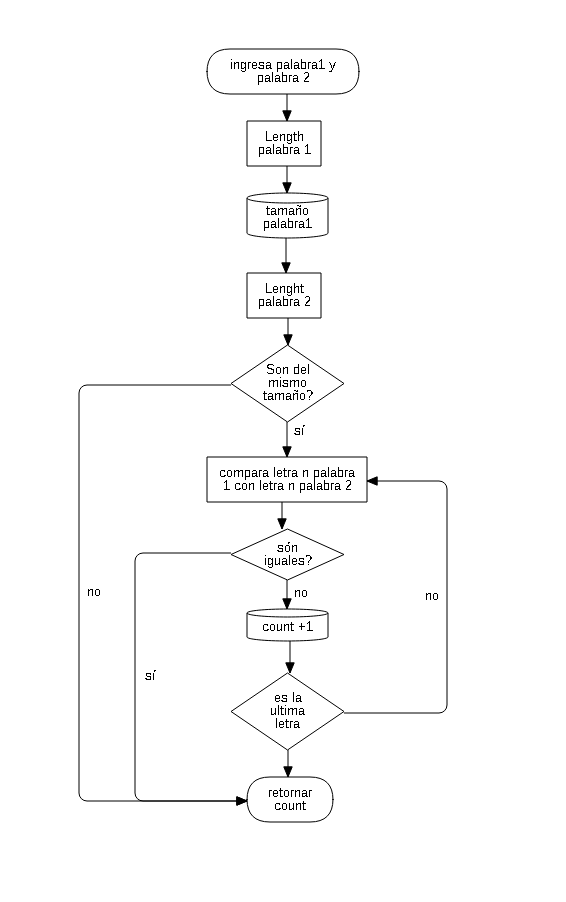 ingresa palabra1 y
palabra 2
Length
palabra 1
tamaño
palabra1
Lenght
palabra 2
Son del
mismo
tamaño?
sí
compara letra n palabra
1 con letra n palabra 2
són
iguales?
no
no
no
count +1
sí
es la
ultima
letra
retornar
count